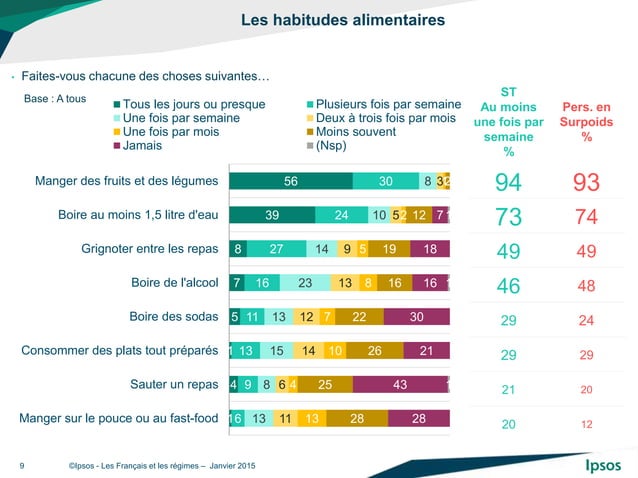 Les habitudes alimentaires
· Faites-vous chacune des choses suivantes…
Base : A tous
Tous les jours ou presque
Plusieurs fois par semaine
Une fois par semaine
Deux à trois fois par mois
Une fois par mois
Moins souvent
Jamais
(Nsp)
ST
Au moins
une fois par
semaine
%
Pers. en
Surpoids
%
Manger des fruits et des légumes 56 30 8 3 2 94 93
Boire au moins 1,5 litre d'eau 39 24 10 5 2 12 7 1 73 74
Grignoter entre les repas 8 27 14 9 5 19 18 49 49
Boire de l'alcool 7 16 23 13 8 16 16 1 46 48
Boire des sodas 5 11 13 12 7 22 30 29 24
Consommer des plats tout préparés 1 13 15 14 10 26 21 29 29
Sauter un repas 4 9 8 6 4 25 43 1 21 20
Manger sur le pouce ou au fast-food 1 6 13 11 13 28 28 20 12
9 ©Ipsos - Les Français et les régimes – Janvier 2015
Ipsos